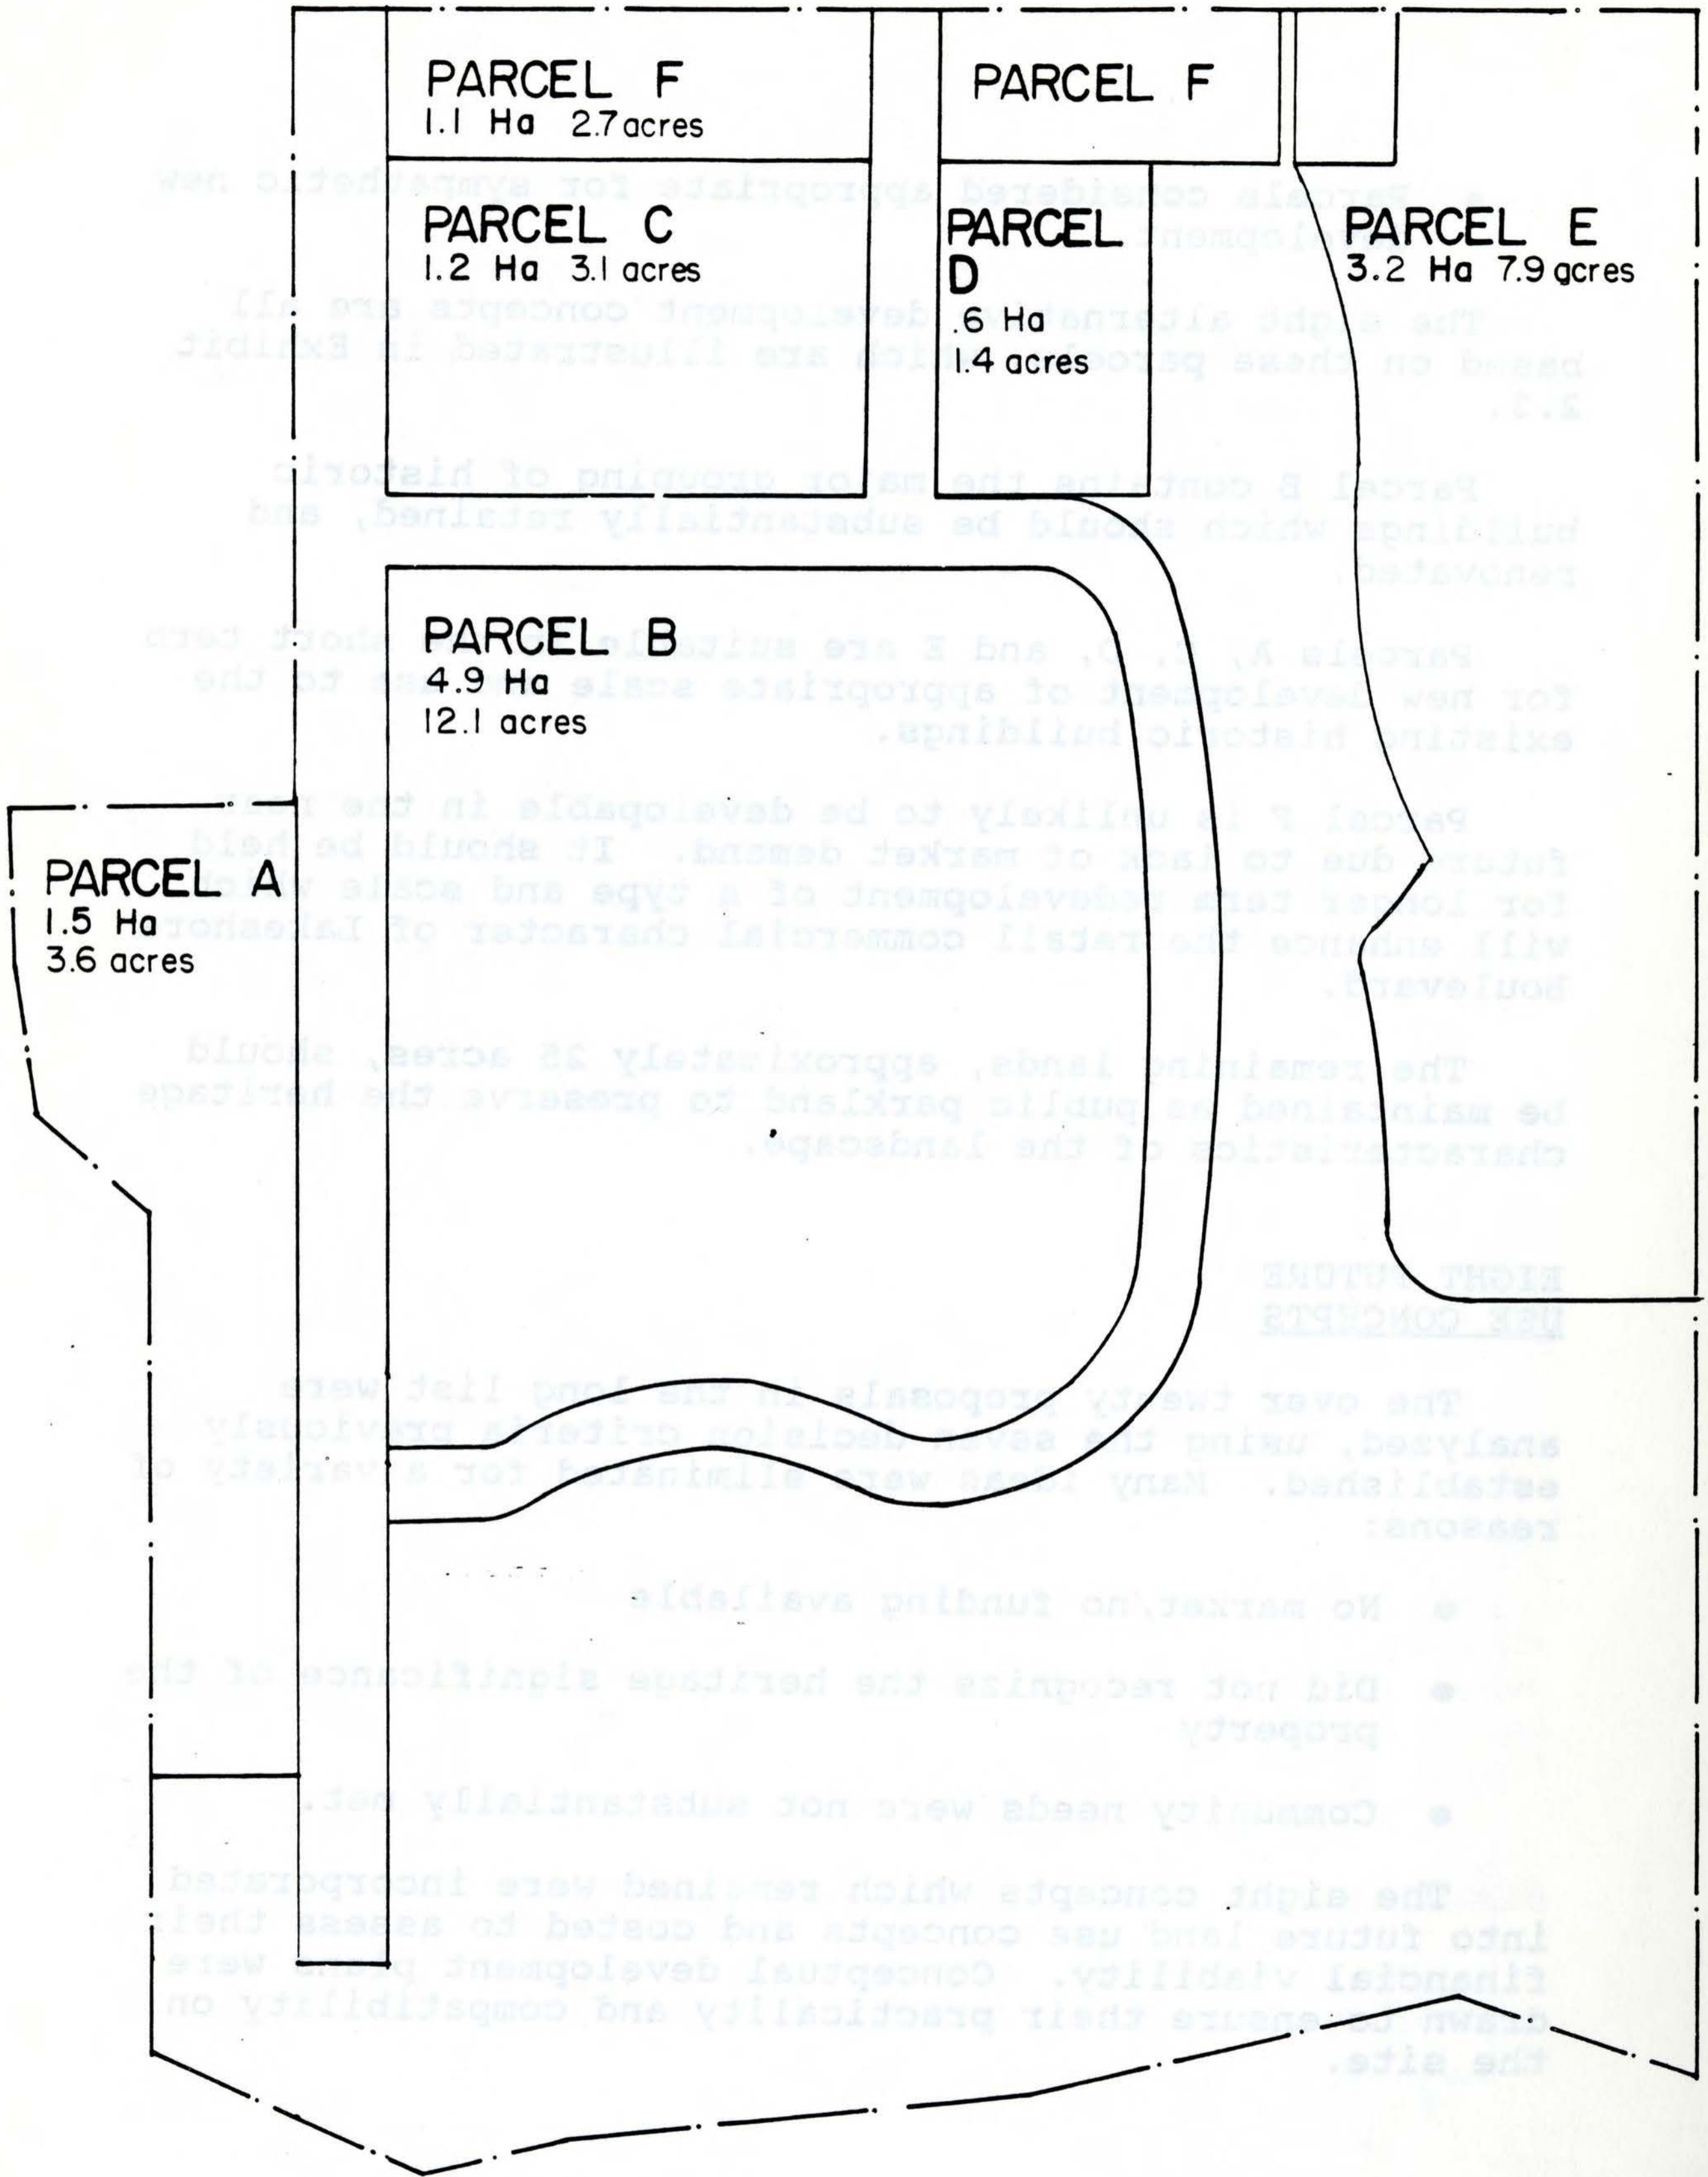 PARCEL F
1.1 Ha 2.7 acres
PARCEL F
PARCEL C
1.2 Ha 3.1 acres
PARCEL
D
.6 Ha
1.4 acres
PARCEL E
3.2 Ha 7.9 acres
PARCEL B
4.9 Ha
12.1 acres
PARCEL A
1.5 Ha
3.6 acres
Parcels considered appropriate for sympathetic new
development.
The eight alternative development concepts are all
based on these parcels which are illustrated in Exhibit
2.3.
Parcel B contains the major grouping of historic
buildings which should be substantially retained, and
renovated.
Parcels A, C, D, and E are suitable in the short term
for new development of appropriate scale and use to the
existing historic buildings.
Parcel F is unlikely to be developable in the near
future due to lack of market demand. It should be held
for longer term redevelopment of a type and scale which
will enhance the retail commercial character of Lakeshore
Boulevard.
The remaining lands, approximately 25 acres, should
be maintained as public parkland to preserve the heritage
characteristics of the landscape.
EIGHT FUTURE
USE CONCEPTS
The over twenty proposals in the long list were
analyzed, using the seven decision criteria previously
established. Many ideas were eliminated for a variety of
reasons:
• No market/no funding available
• Did not recognize the heritage significance of the
property
• Community needs were not substantially met.
The eight concepts which remained were incorporated
into future land use concepts and costed to assess their
financial viability. Conceptual development plans were
drawn to ensure their practicality and compatibility on
the site.